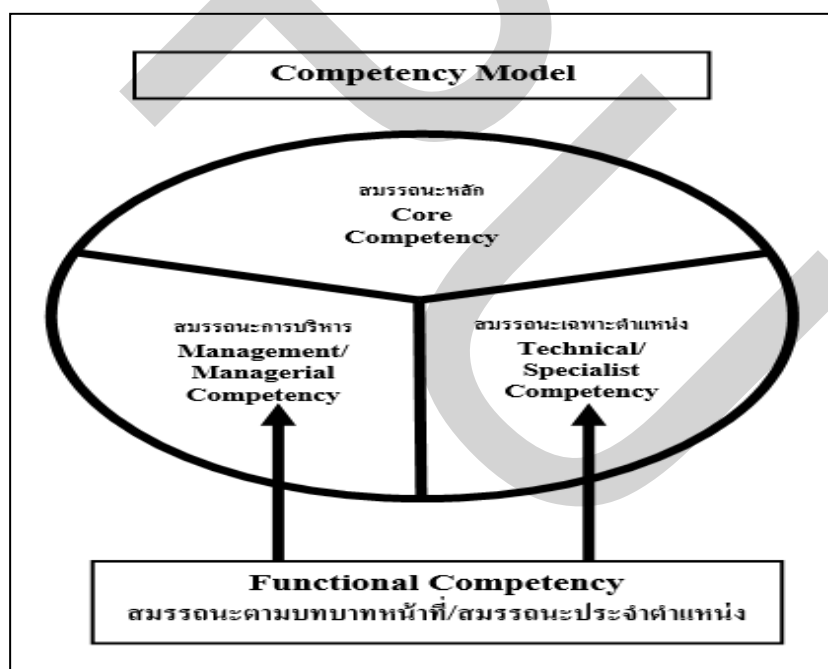 Competency Model
สมรรถนะหลัก
Core
Competency
สมรรถนะการบริหาร
Management/
Managerial
Competency
สมรรถนะเฉพาะตำแหน่ง
Technical/
Specialist
Competency
Functional Competency
สมรรถนะตามบทบาทหน้าที่/สมรรถนะประจำตำแหน่ง